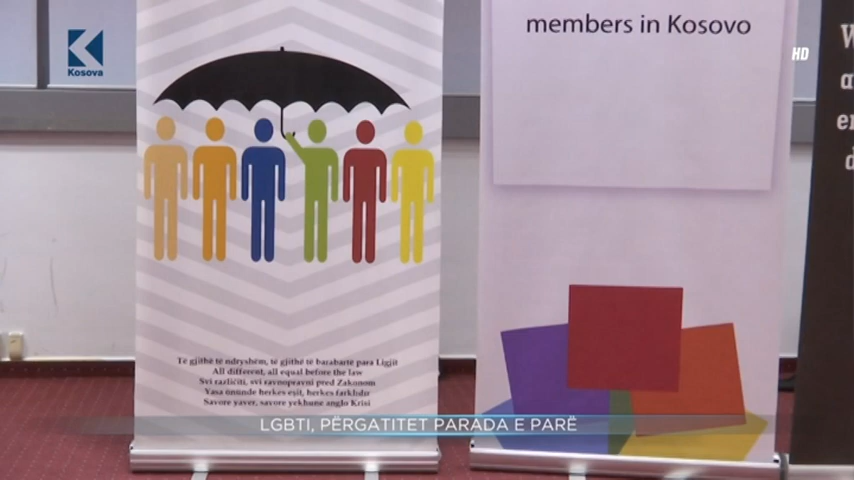 Kosova
members in Kosovo
HD
W
a
en
d
Të gjithë të ndryshëm, të gjithë të barabartë para Ligjit
All different, all equal before the law
Svi različiti, svi ravnopravni pred Zakonom
Yasa önünde herkes eşit, herkes farklıdır
Savore yaver, savore yekhune anglo Krisi
LGBTI, PËRGATITET PARADA E PARË